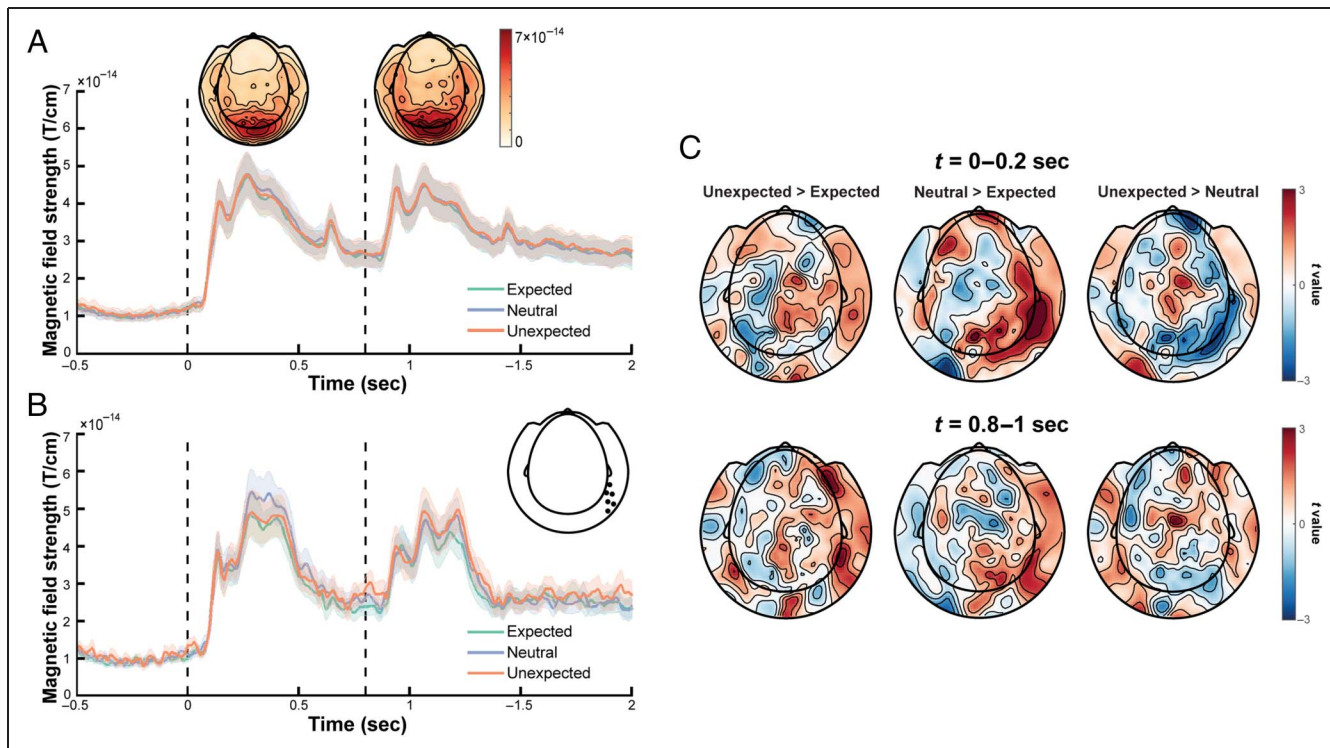 A
×10⁻¹⁴
7×10⁻¹⁴
0
Magnetic field strength (T/cm)
7
6
5
4
3
2
1
0
Expected
Neutral
Unexpected
−0.5
0
0.5
1
−1.5
2
Time (sec)
B
×10⁻¹⁴
Magnetic field strength (T/cm)
7
6
5
4
3
2
1
0
Expected
Neutral
Unexpected
−0.5
0
0.5
1
−1.5
2
Time (sec)
C
t = 0–0.2 sec
Unexpected > Expected
Neutral > Expected
Unexpected > Neutral
3
0
−3
t value
t = 0.8–1 sec
3
0
−3
t value